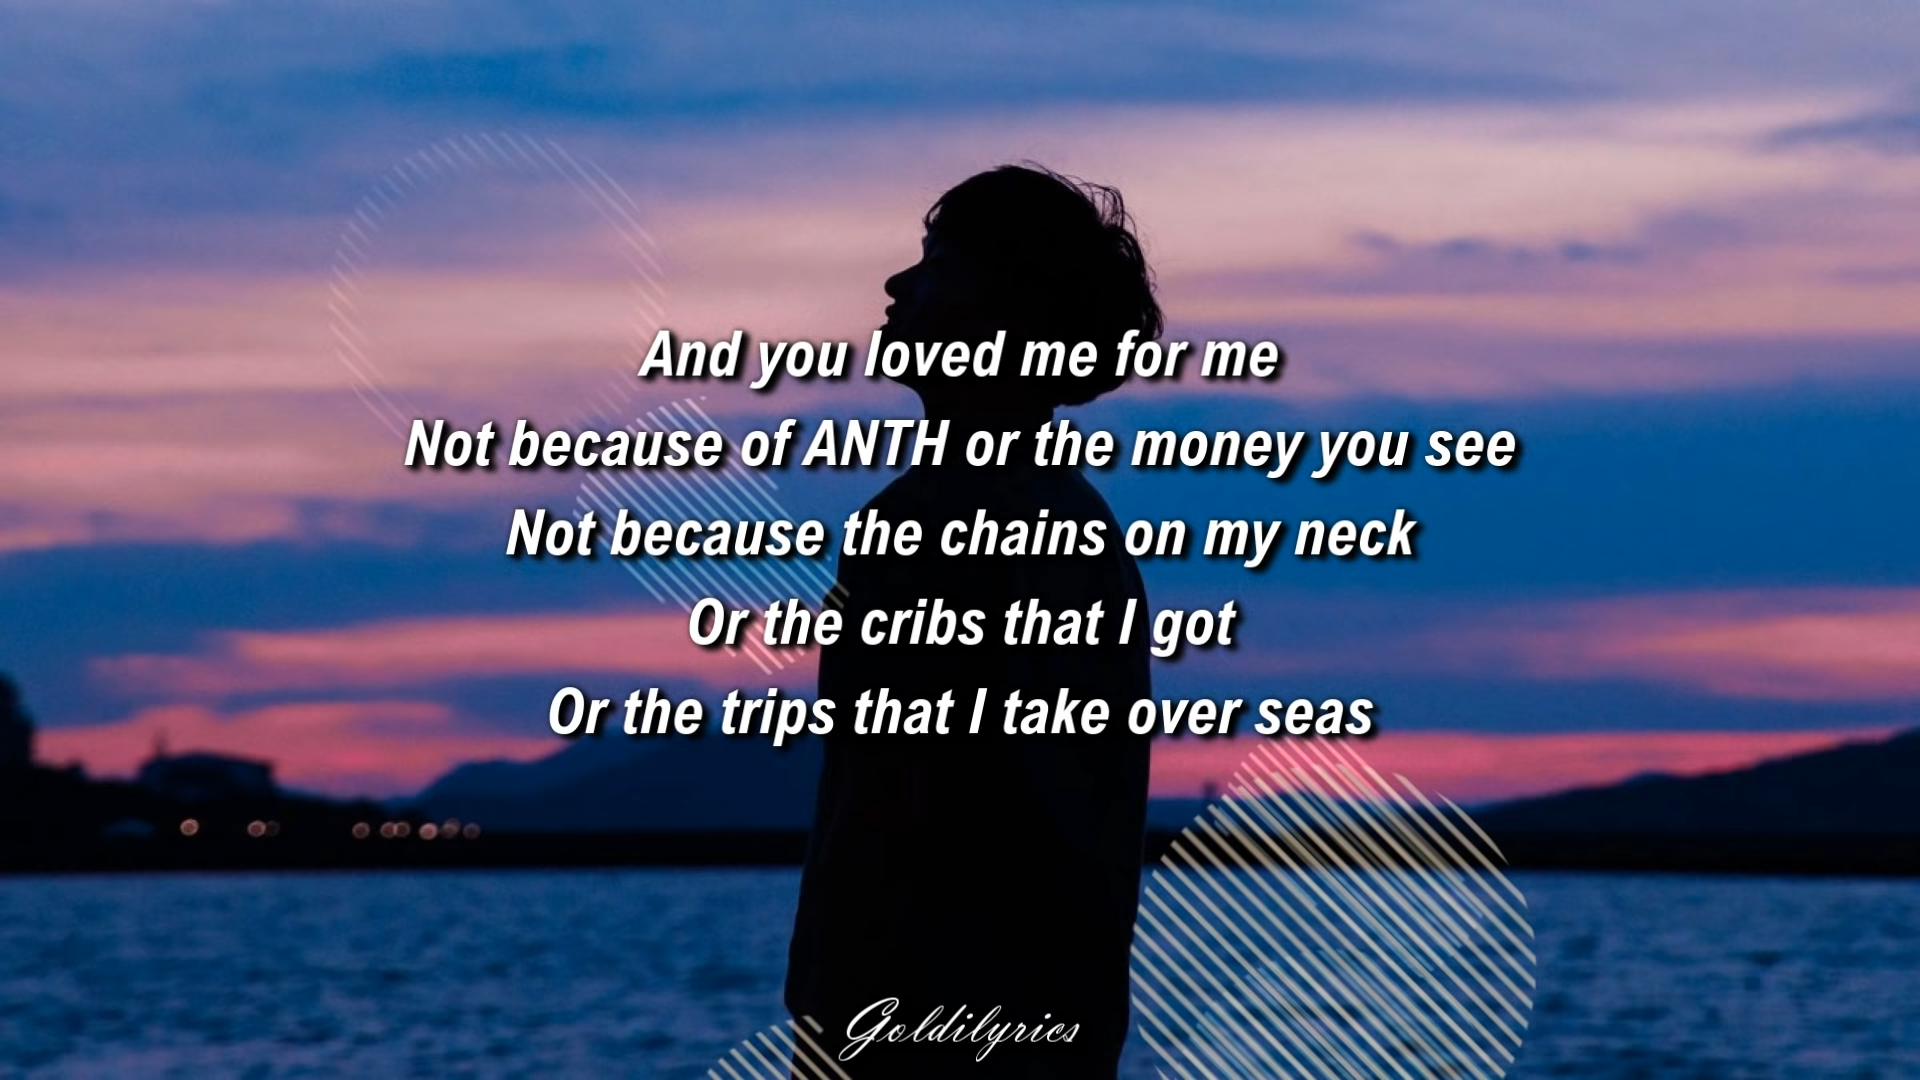 And you loved me for me
Not because of ANTH or the money you see
Not because the chains on my neck
Or the cribs that I got
Or the trips that I take over seas
Goldilyrics